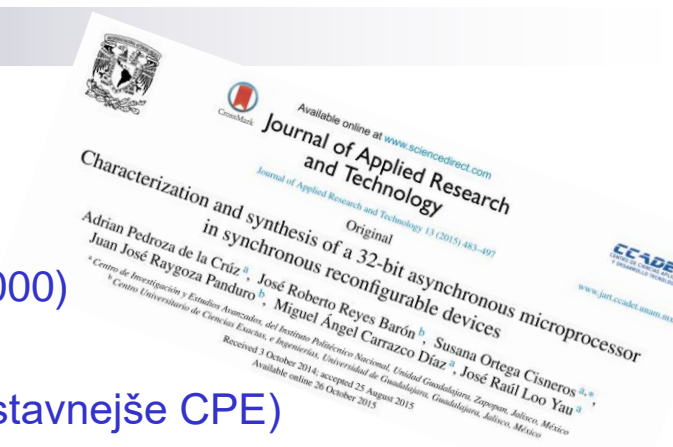 CrossMark
Available online at www.sciencedirect.com
Journal of Applied Research
and Technology
Journal of Applied Research and Technology 13 (2015) 483–497
www.jart.ccadet.unam.mx
CCADET
Original
Characterization and synthesis of a 32-bit asynchronous microprocessor
in synchronous reconfigurable devices
Adrian Pedroza de la Crúz a, José Roberto Reyes Barón b, Susana Ortega Cisneros a,*,
Juan José Raygoza Panduro b, Miguel Ángel Carrazco Díaz a, José Raúl Loo Yau a
a Centro de Investigación y Estudios Avanzados, del Instituto Politécnico Nacional, Unidad Guadalajara, Zapopan, Jalisco, México
b Centro Universitario de Ciencias Exactas, e Ingenierías, Universidad de Guadalajara, Guadalajara, Jalisco, México
Received 3 October 2014; accepted 25 August 2015
Available online 26 October 2015
000)
stavnejše CPE)